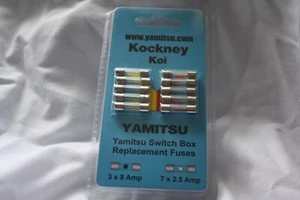 www.yamitsu.com
Kockney
Koi
YAMITSU
Yamitsu Switch Box
Replacement Fuses
3 x 5 Amp 7 x 2.5 Amp